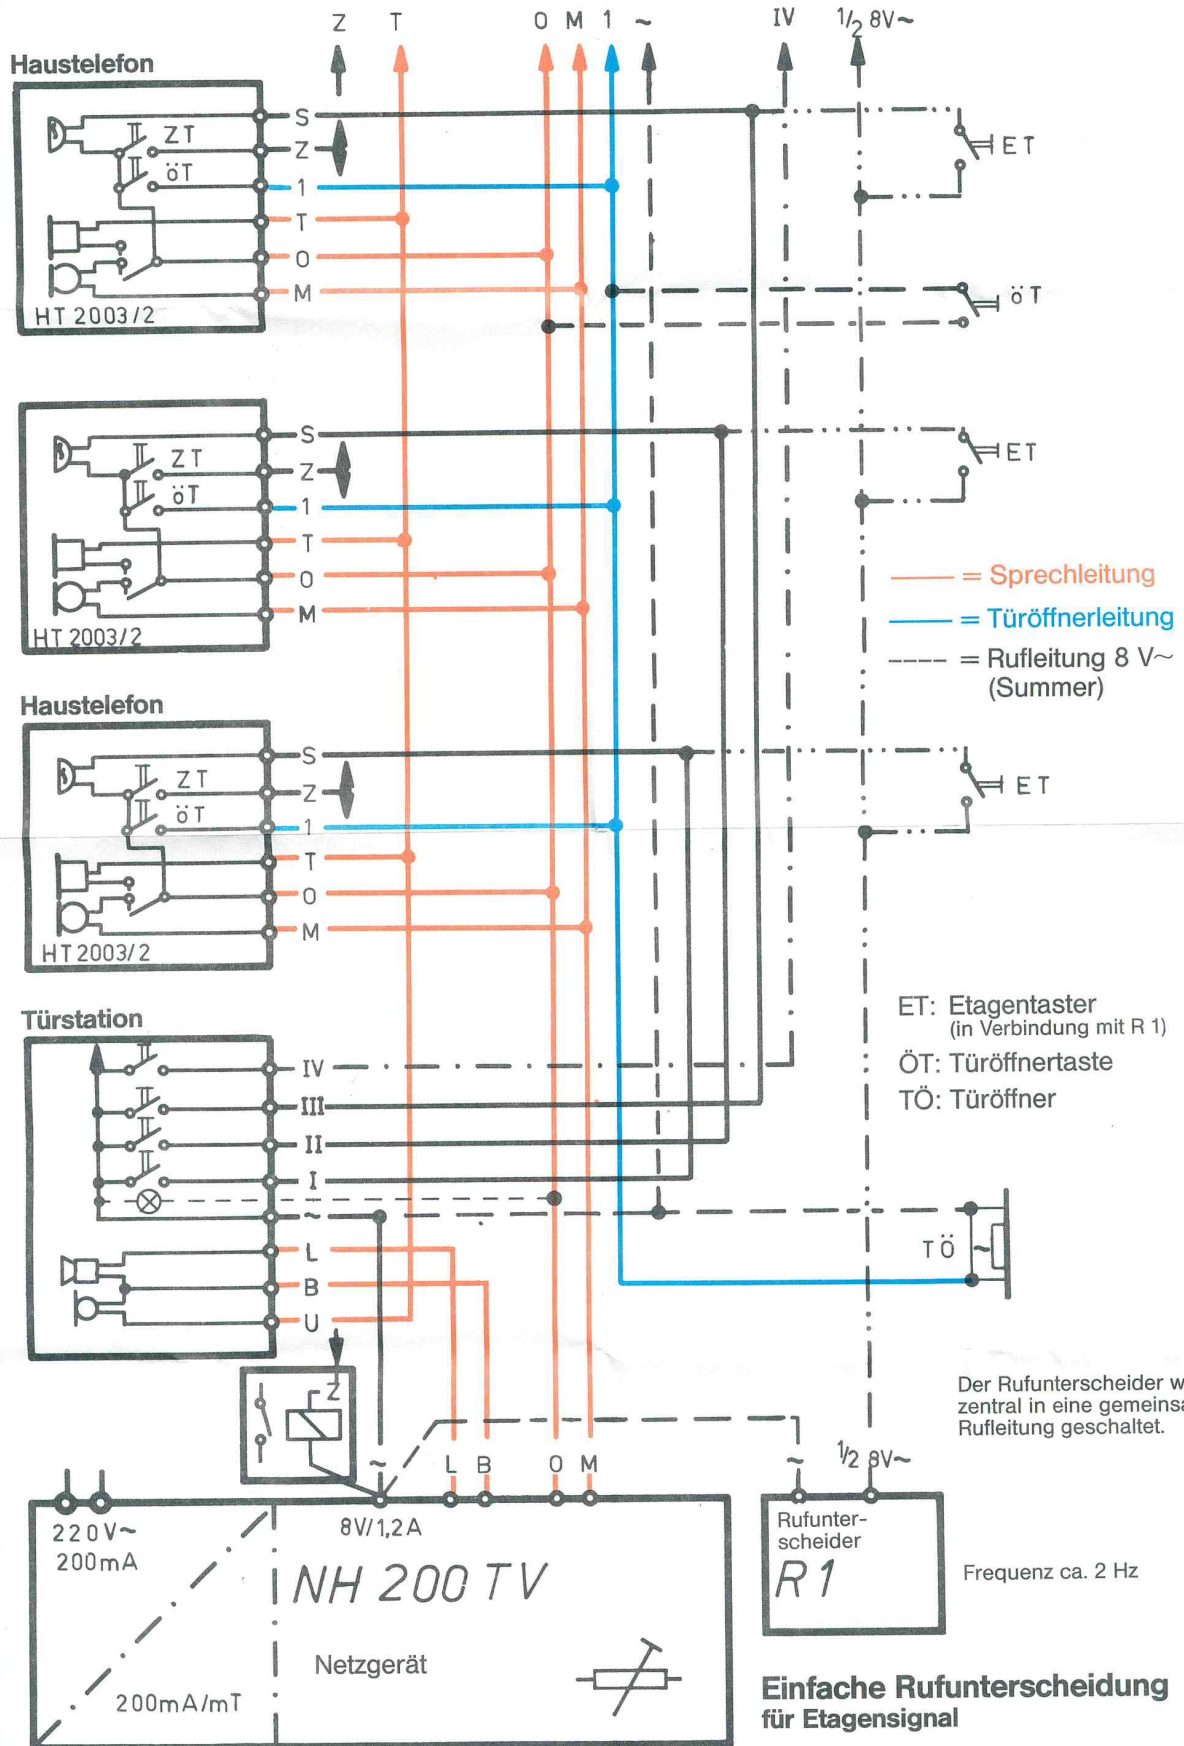 Z T O M 1 ~ IV 1/2 8V~
Haustelefon
S
ZT
Z
öT
1
T
O
M
HT 2003/2
ET
öT
S
ZT
Z
öT
1
T
O
M
HT 2003/2
ET
= Sprechleitung
= Türöffnerleitung
= Rufleitung 8 V~
(Summer)
Haustelefon
S
ZT
Z
öT
1
T
O
M
HT 2003/2
ET
ET: Etagentaster
(in Verbindung mit R 1)
ÖT: Türöffnertaste
TÖ: Türöffner
Türstation
IV
III
II
I
~
L
B
U
TÖ ~
Z
Der Rufunterscheider
zentral in eine
Rufleitung geschaltet.
~ L B O M ~ 1/2 8V~
220V~
200mA
8V/1,2A
NH 200 TV
Netzgerät
200mA/mT
Rufunter-
scheider
R1
Frequenz ca. 2 Hz
Einfache Rufunterscheidung
für Etagensignal